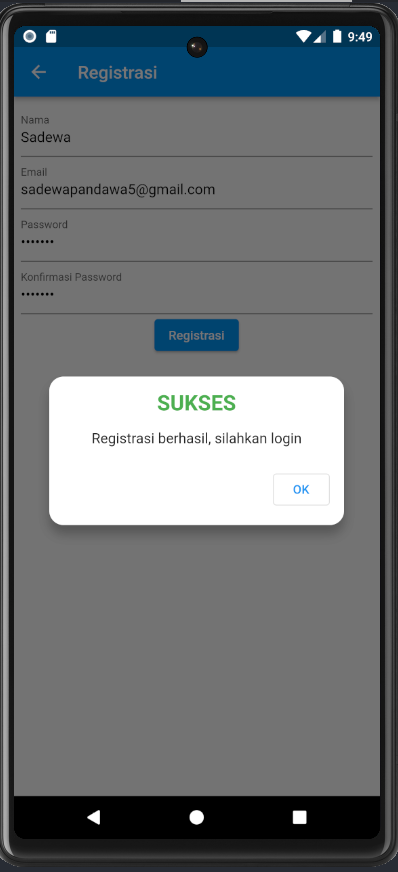 9:49
Registrasi
Nama
Sadewa
Email
sadewapandawa5@gmail.com
Password
•••••••
Konfirmasi Password
•••••••
Registrasi
SUKSES
Registrasi berhasil, silahkan login
OK